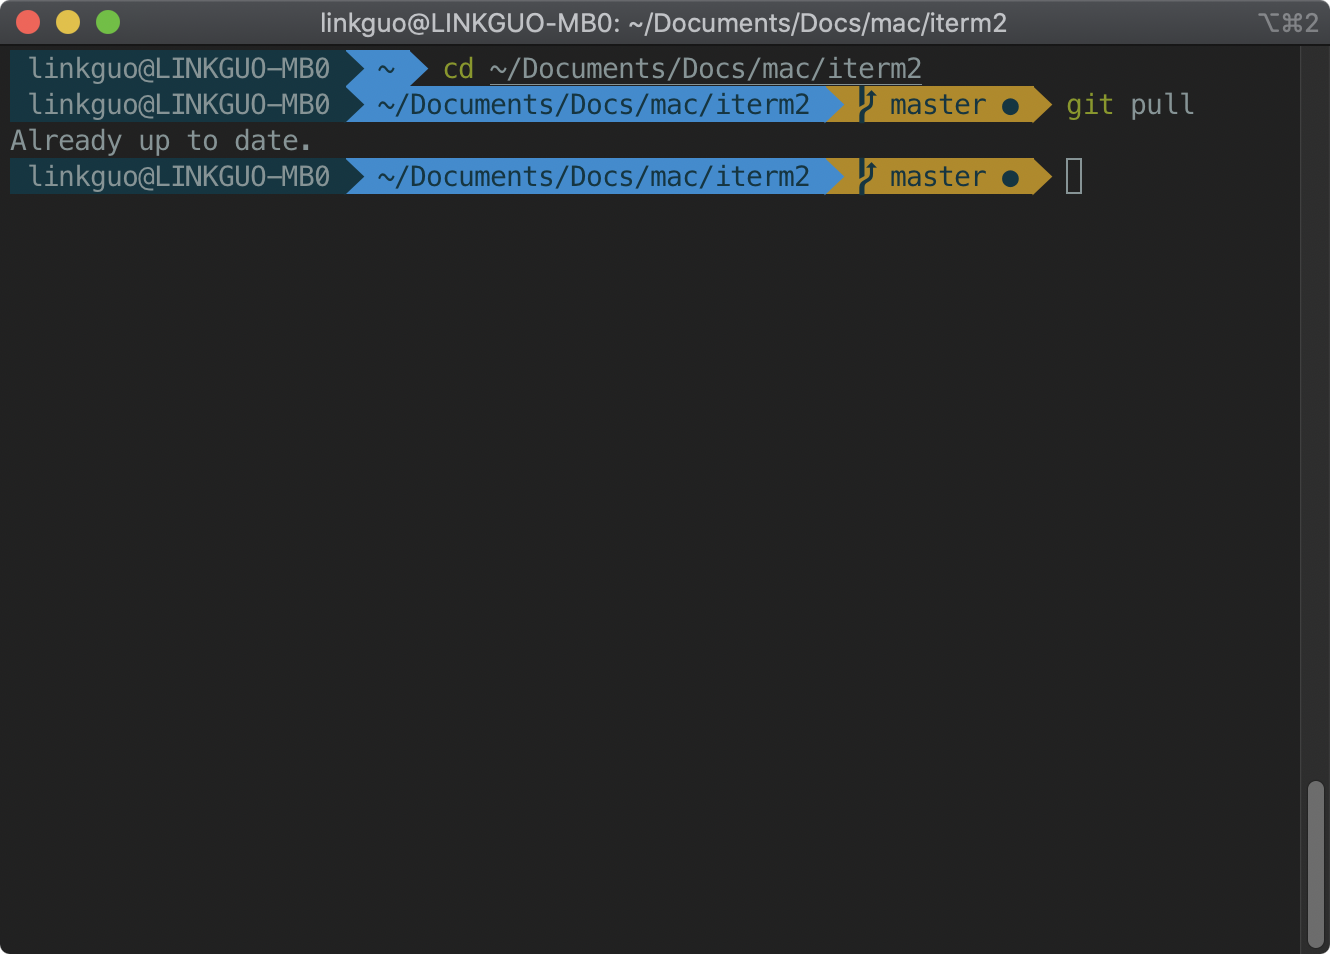 linkguo@LINKGUO-MB0: ~/Documents/Docs/mac/iterm2 ⌥⌘2
linkguo@LINKGUO-MB0 ~ cd ~/Documents/Docs/mac/iterm2
linkguo@LINKGUO-MB0 ~/Documents/Docs/mac/iterm2 master ● git pull
Already up to date.
linkguo@LINKGUO-MB0 ~/Documents/Docs/mac/iterm2 master ●